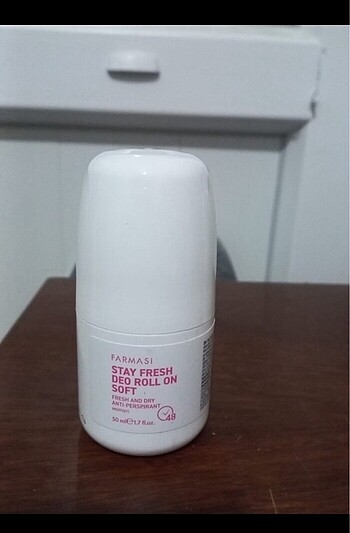 FARMASI
STAY FRESH
DEO ROLL ON
SOFT
FRESH AND DRY
ANTI-PERSPIRANT
women
48
50 ml℮1.7 fl.oz.